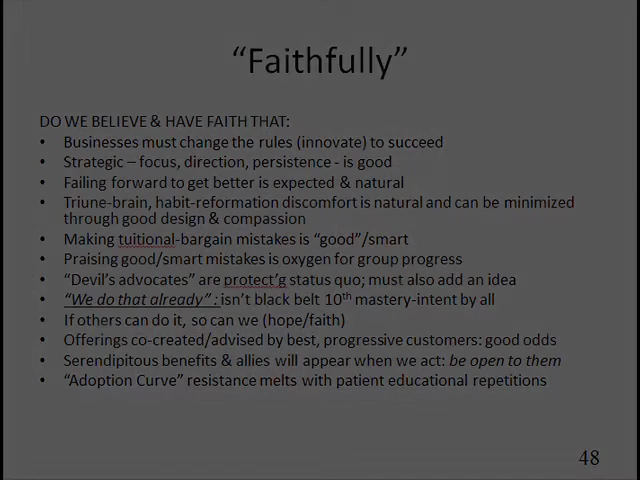 “Faithfully”
DO WE BELIEVE & HAVE FAITH THAT:
• Businesses must change the rules (innovate) to succeed
• Strategic – focus, direction, persistence - is good
• Failing forward to get better is expected & natural
• Triune-brain, habit-reformation discomfort is natural and can be minimized
through good design & compassion
• Making tuitional-bargain mistakes is “good”/smart
• Praising good/smart mistakes is oxygen for group progress
• “Devil’s advocates” are protect’g status quo; must also add an idea
• “We do that already” : isn’t black belt 10th mastery-intent by all
• If others can do it, so can we (hope/faith)
• Offerings co-created/advised by best, progressive customers: good odds
• Serendipitous benefits & allies will appear when we act: be open to them
• “Adoption Curve” resistance melts with patient educational repetitions
48